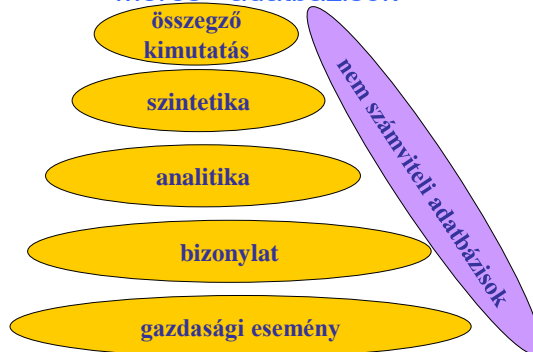 összegző
kimutatás
szintetika
analitika
bizonylat
gazdasági esemény
nem számviteli adatbázisok